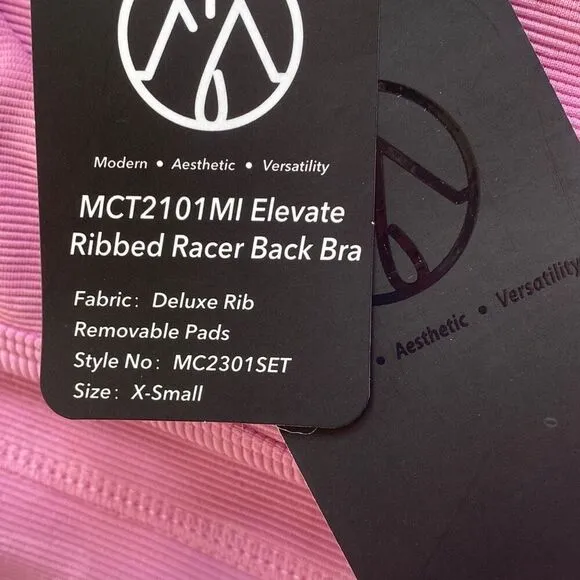 Modern • Aesthetic • Versatility
MCT2101MI Elevate
Ribbed Racer Back Bra
Fabric: Deluxe Rib
Removable Pads
Style No: MC2301SET
Size: X-Small
• Aesthetic • Versatility